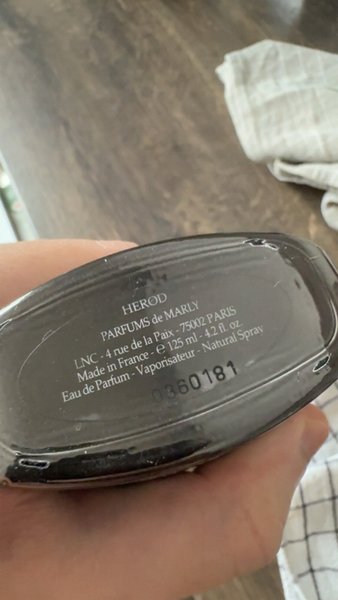 HEROD
PARFUMS de MARLY
LNC - 4 rue de la Paix - 75002 PARIS
Made in France - ℮ 125 ml - 4.2 fl. oz.
Eau de Parfum - Vaporisateur - Natural Spray
0360181